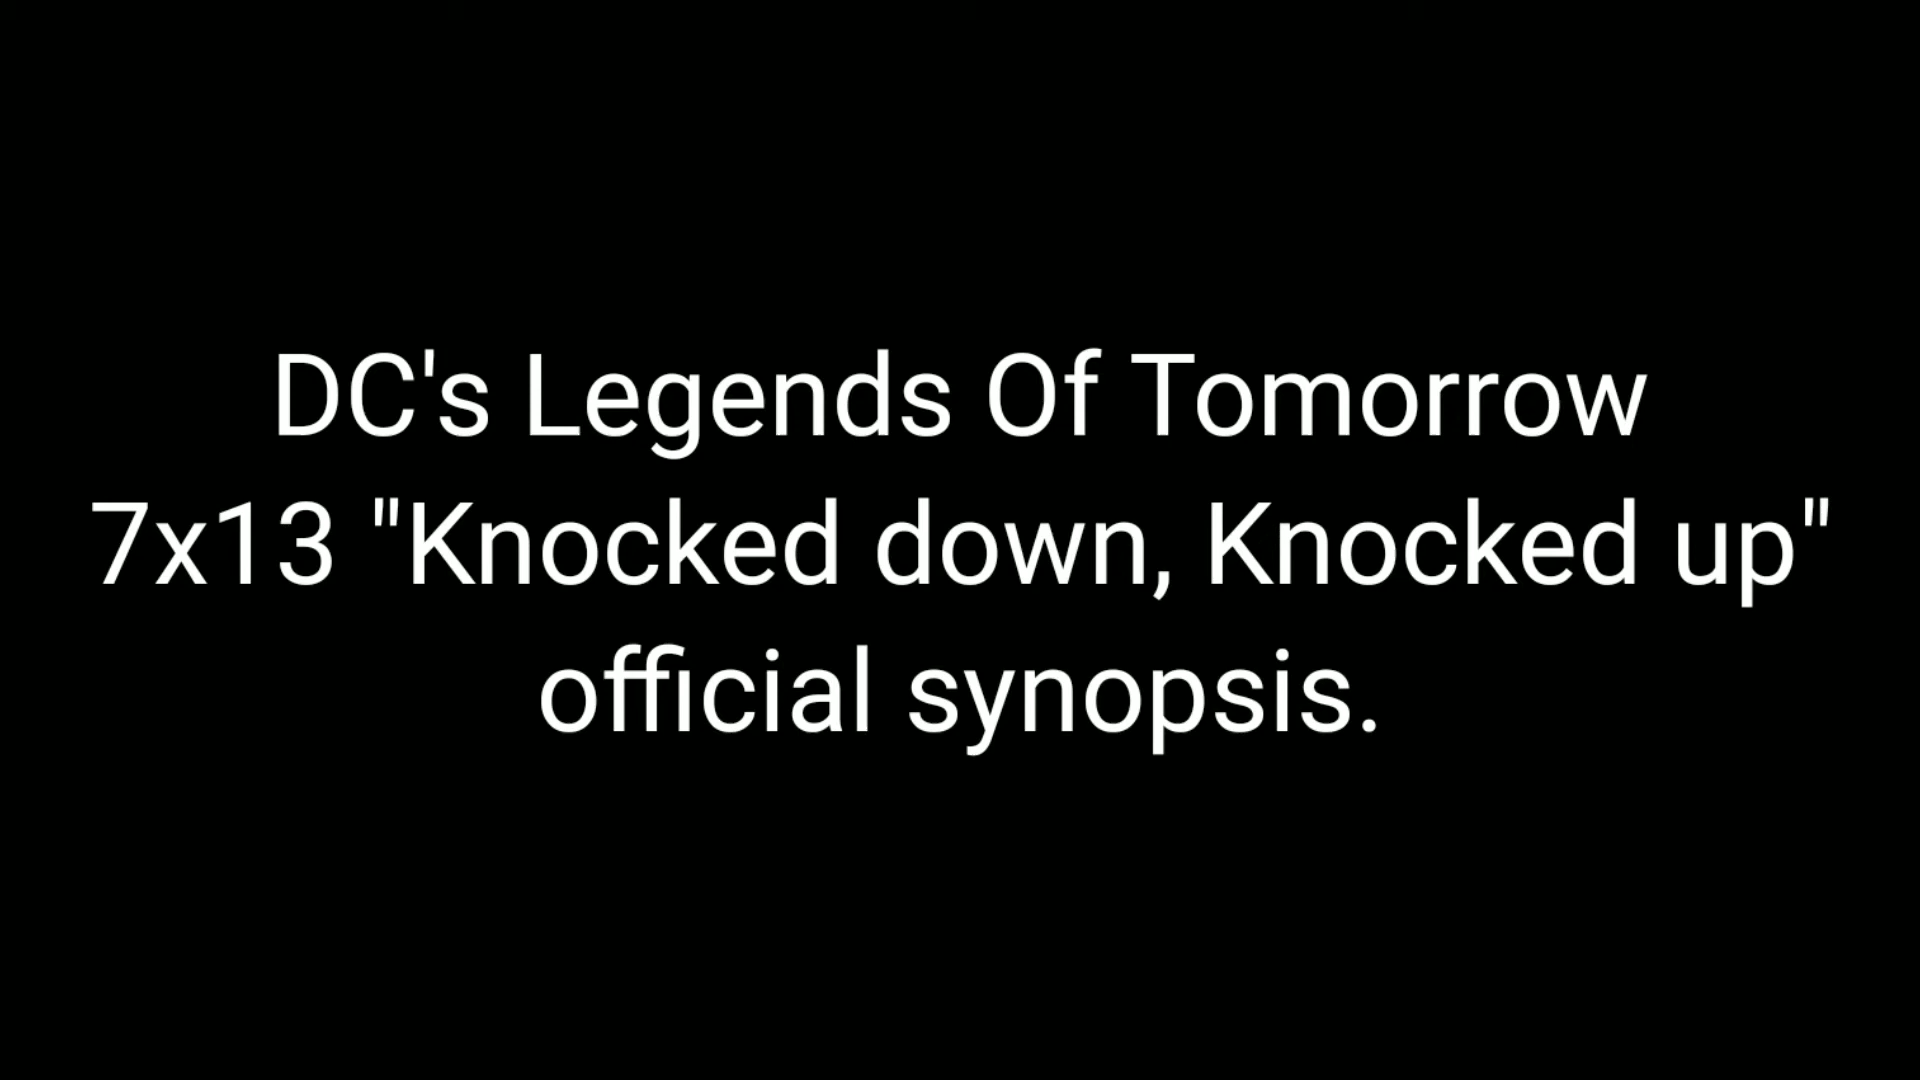 DC's Legends Of Tomorrow
7x13 "Knocked down, Knocked up"
official synopsis.